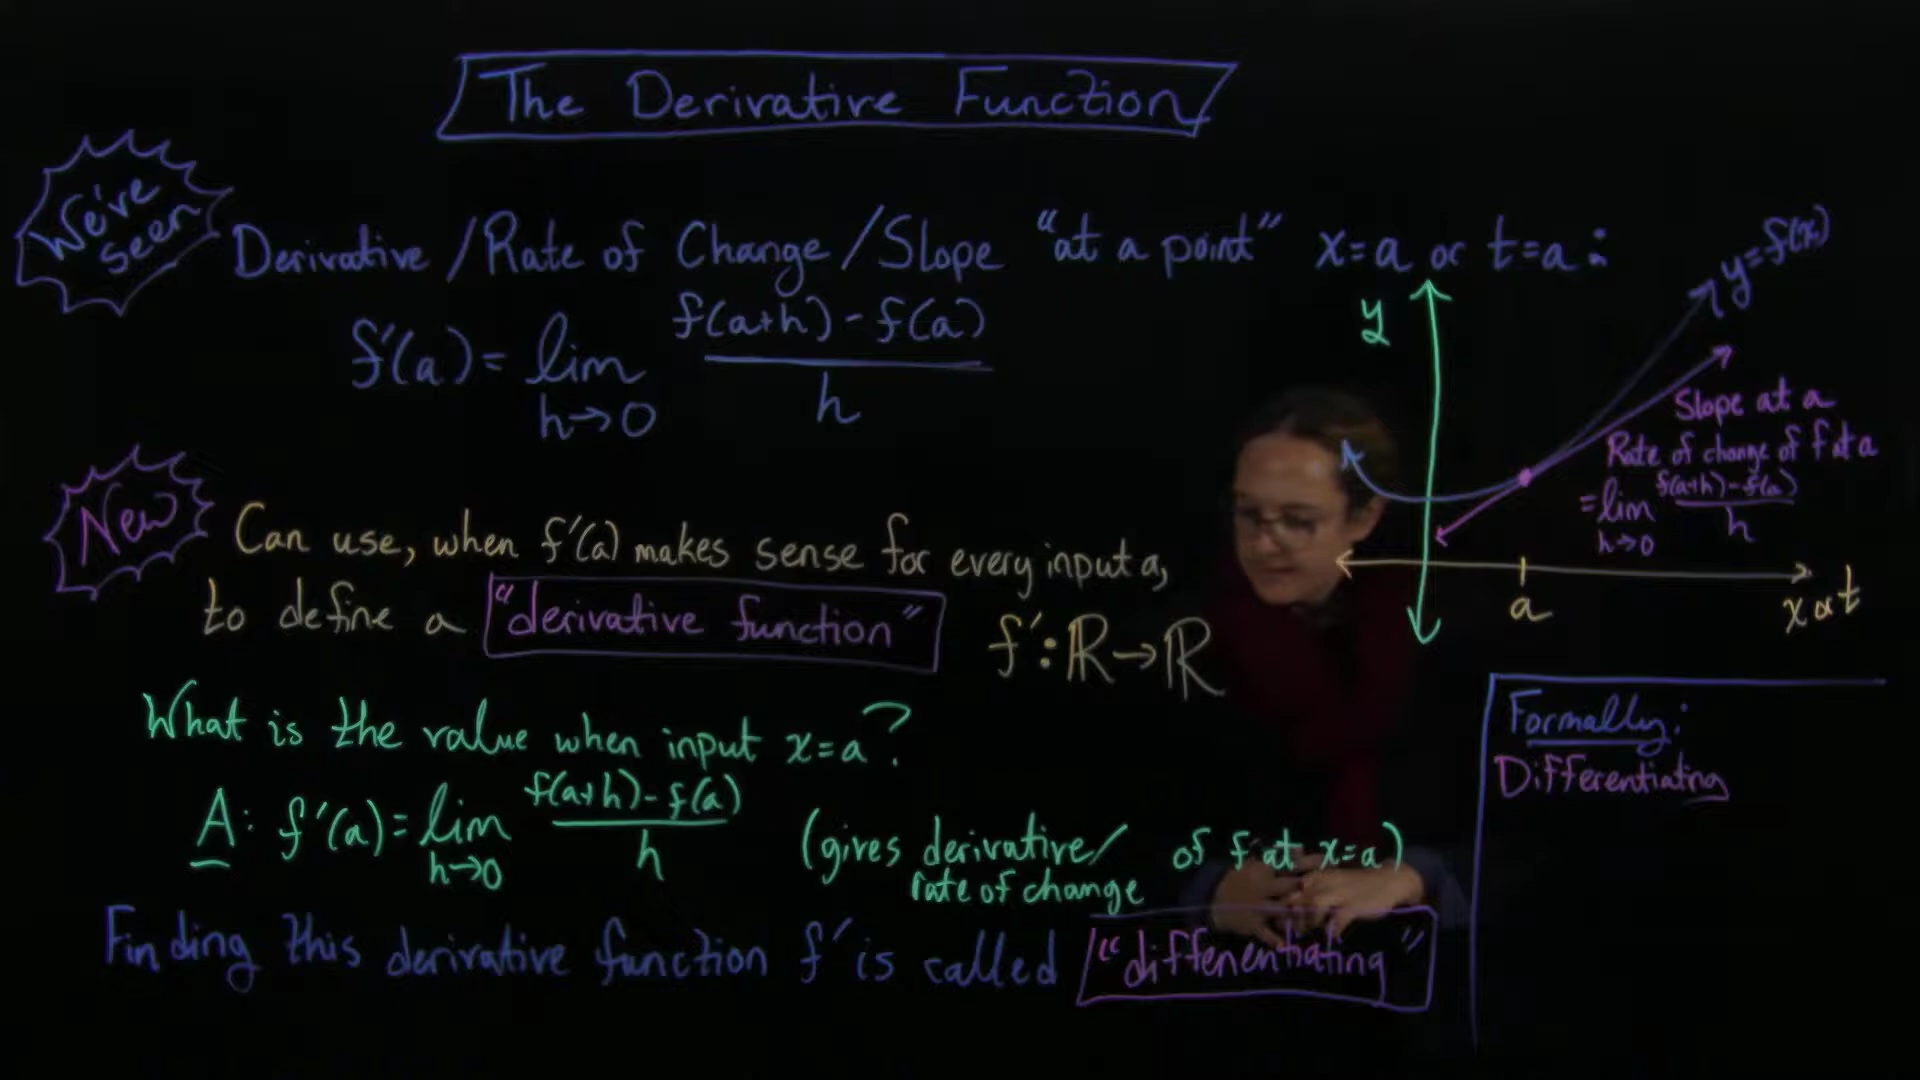 The Derivative Function
We've
seen
Derivative/Rate of Change/Slope "at a point" x=a or t=a:
f'(a) = lim h→0 f(a+h)-f(a) / h
y
y=f(x)
Slope at a
Rate of change of f at a
= lim h→0 f(a+h)-f(a) / h
a
x or t
New
Can use, when f'(a) makes sense for every input a,
to define a "derivative function" f':ℝ→ℝ
What is the value when input x=a?
A: f'(a) = lim h→0 f(a+h)-f(a) / h (gives derivative/ of f at x=a)
rate of change
Finding this derivative function f' is called "differentiating"
Formally:
Differentiating